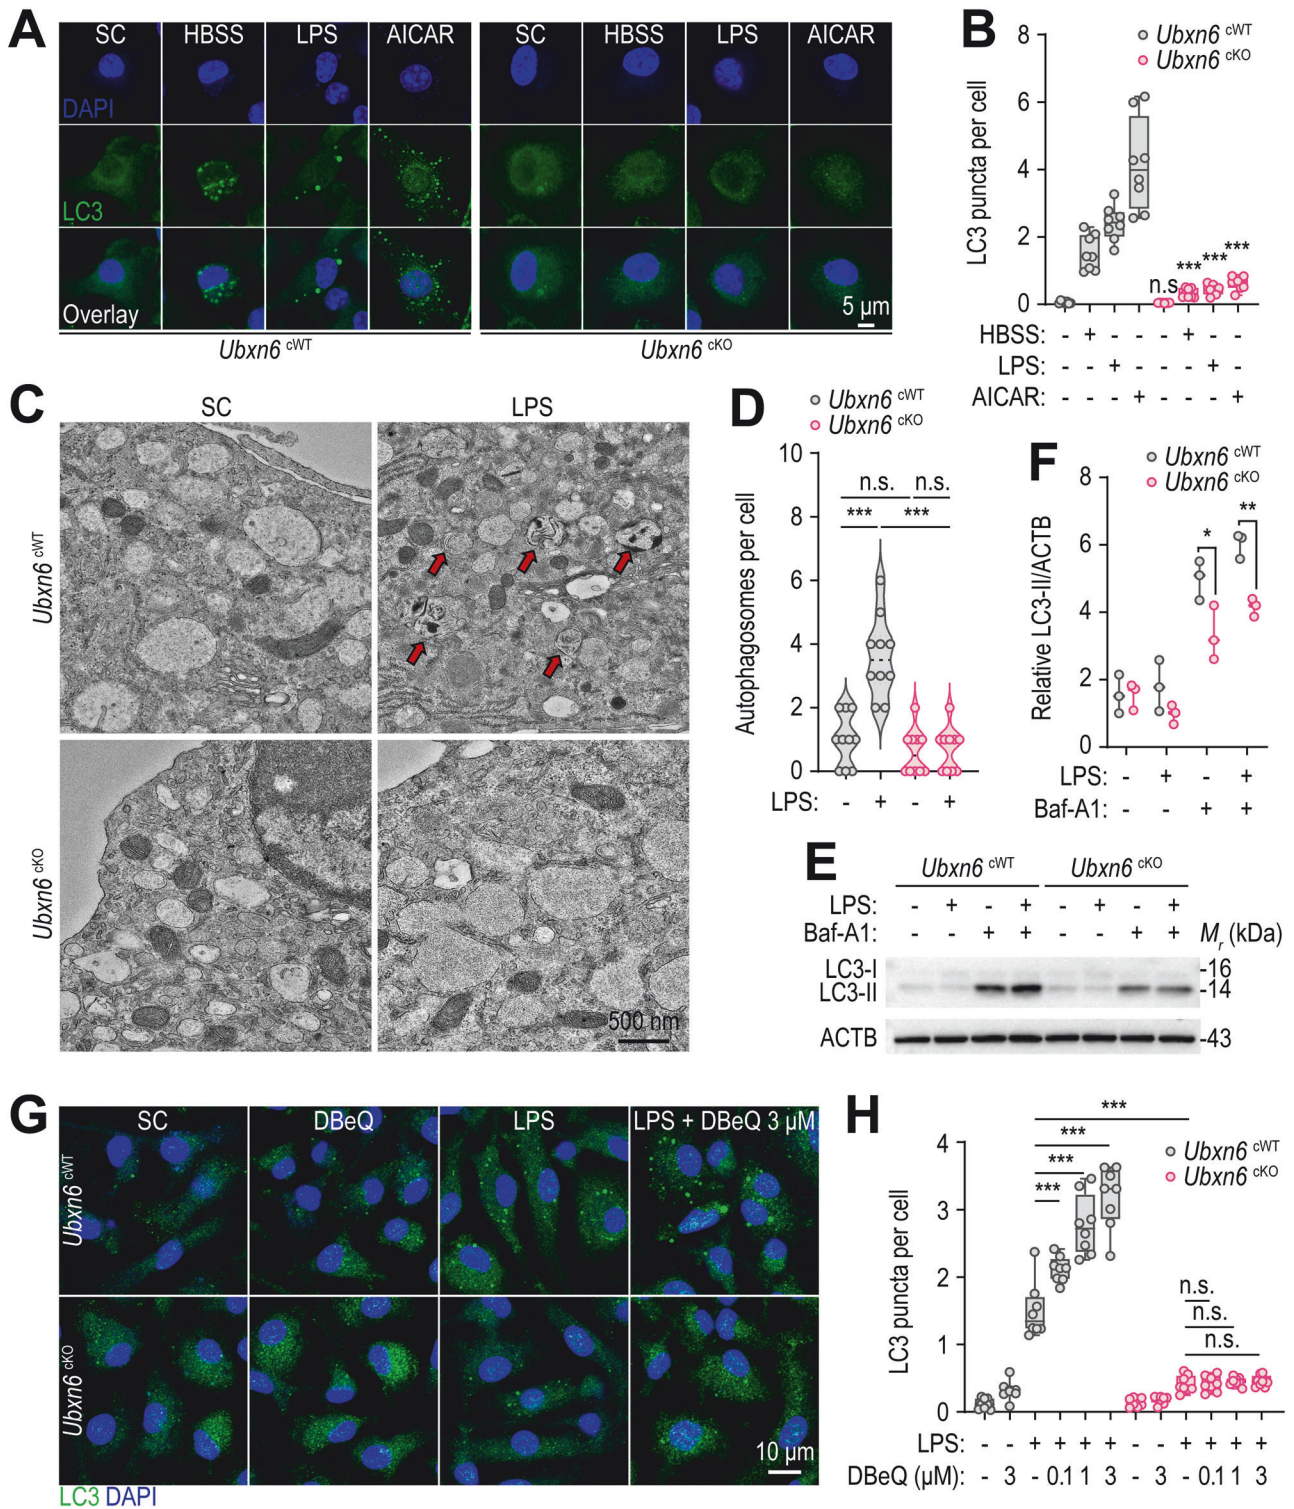 A
SC HBSS LPS AICAR SC HBSS LPS AICAR
DAPI
LC3
Overlay
5 µm
Ubxn6 cWT Ubxn6 cKO
B
Ubxn6 cWT
Ubxn6 cKO
LC3 puncta per cell
8
6
4
2
0
n.s. *** *** ***
HBSS: - + - - - + - -
LPS: - - + - - - + -
AICAR: - - - + - - - +
C
SC LPS
Ubxn6 cWT
Ubxn6 cKO
500 nm
D
Ubxn6 cWT
Ubxn6 cKO
Autophagosomes per cell
10
8
6
4
2
0
n.s. n.s.
*** ***
LPS: - + - +
F
Ubxn6 cWT
Ubxn6 cKO
Relative LC3-II/ACTB
8
6
4
2
0
* **
LPS: - + - +
Baf-A1: - - + +
E
Ubxn6 cWT Ubxn6 cKO
LPS: - + - + - + - +
Baf-A1: - - + + - - + + Mr (kDa)
LC3-I -16
LC3-II -14
ACTB -43
G
SC DBeQ LPS LPS + DBeQ 3 µM
Ubxn6 cWT
Ubxn6 cKO
10 µm
LC3 DAPI
H
Ubxn6 cWT
Ubxn6 cKO
LC3 puncta per cell
4
3
2
1
0
***
***
***
***
n.s.
n.s.
n.s.
LPS: - - + + + + - - + + + +
DBeQ (µM): - 3 - 0.1 1 3 - 3 - 0.1 1 3